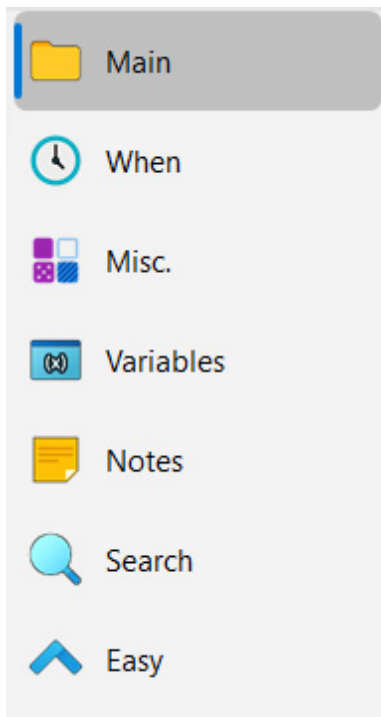 Main
When
Misc.
Variables
Notes
Search
Easy